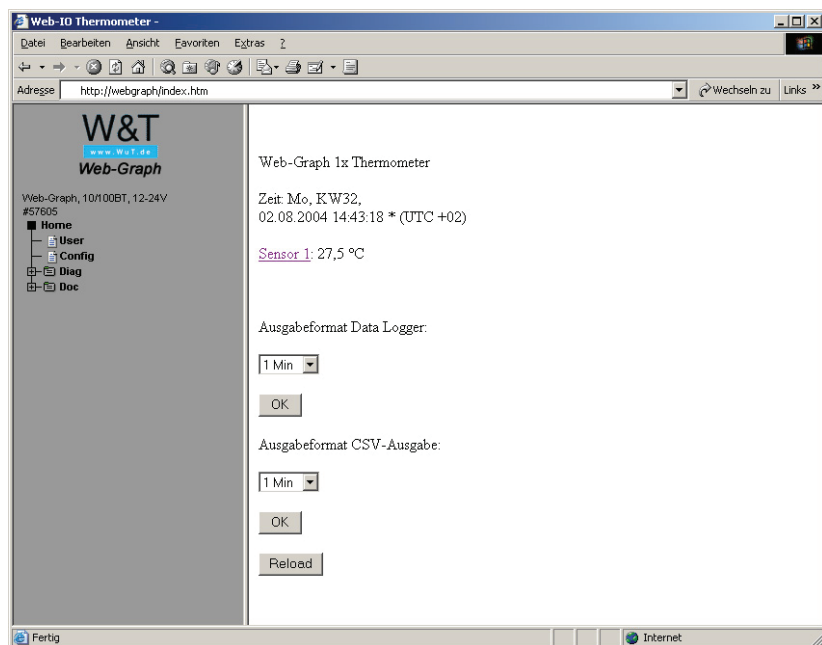 Web-IO Thermometer -
Datei Bearbeiten Ansicht Favoriten Extras ?
Adresse http://webgraph/index.htm Wechseln zu Links »
W&T
www.WuT.de
Web-Graph
Web-Graph, 10/100BT, 12-24V
#57605
Home
User
Config
Diag
Doc
Web-Graph 1x Thermometer
Zeit: Mo, KW32,
02.08.2004 14:43:18 * (UTC +02)
Sensor 1: 27,5 °C
Ausgabeformat Data Logger:
1 Min
OK
Ausgabeformat CSV-Ausgabe:
1 Min
OK
Reload
Fertig Internet